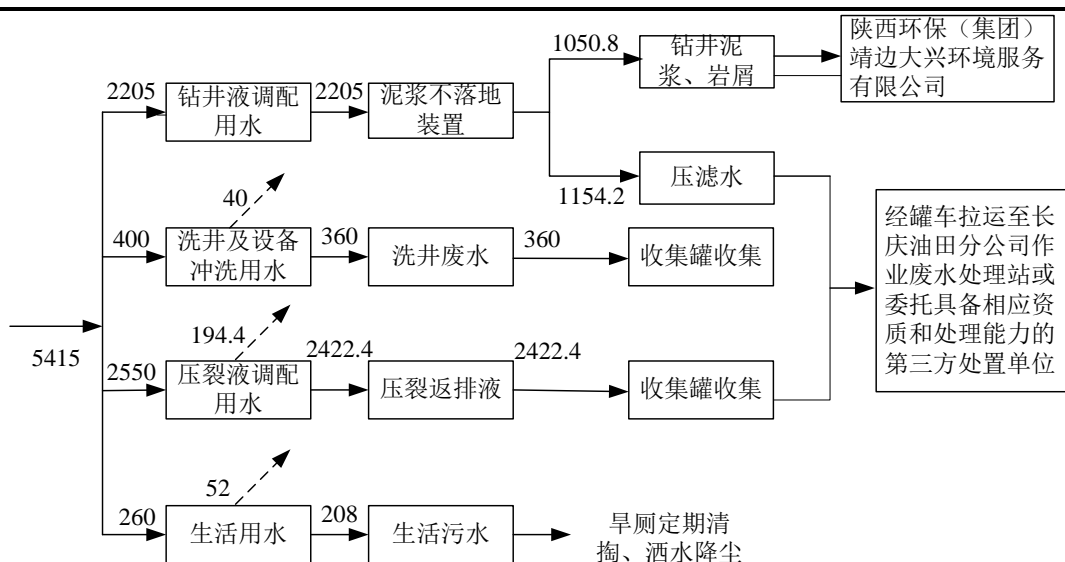 1050.8
钻井泥
浆、岩屑
陕西环保（集团）
靖边大兴环境服务
有限公司
2205
钻井液调配
用水
2205
泥浆不落地
装置
1154.2
压滤水
40
400
洗井及设备
冲洗用水
360
洗井废水
360
收集罐收集
经罐车拉运至长
庆油田分公司作
业废水处理站或
委托具备相应资
质和处理能力的
第三方处置单位
5415
194.4
2550
压裂液调配
用水
2422.4
压裂返排液
2422.4
收集罐收集
52
260
生活用水
208
生活污水
旱厕定期清
掏、洒水降尘